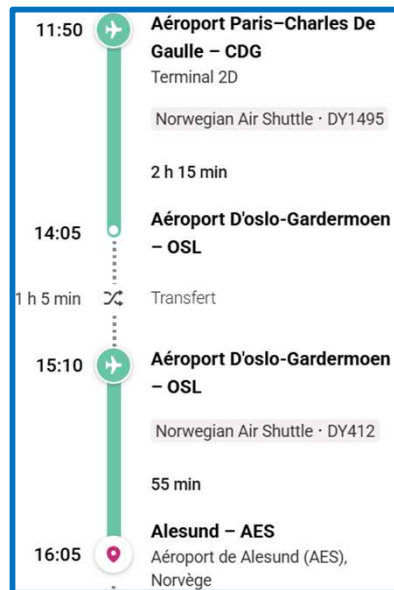 11:50 Aéroport Paris–Charles De
Gaulle – CDG
Terminal 2D
Norwegian Air Shuttle · DY1495
2 h 15 min
14:05 Aéroport D'oslo-Gardermoen
– OSL
1 h 5 min Transfert
15:10 Aéroport D'oslo-Gardermoen
– OSL
Norwegian Air Shuttle · DY412
55 min
16:05 Alesund – AES
Aéroport de Alesund (AES),
Norvège